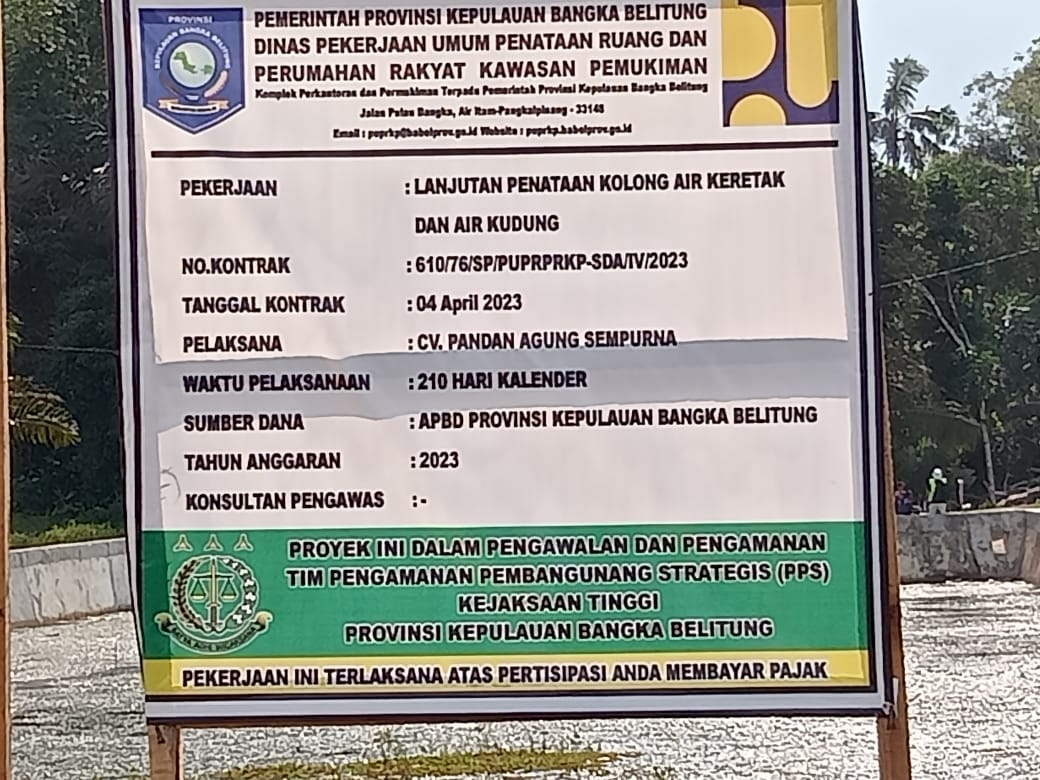 PROVINSI
KEPULAUAN BANGKA BELITUNG
PEMERINTAH PROVINSI KEPULAUAN BANGKA BELITUNG
DINAS PEKERJAAN UMUM PENATAAN RUANG DAN
PERUMAHAN RAKYAT KAWASAN PEMUKIMAN
Komplek Perkantoran dan Permukiman Terpadu Pemerintah Provinsi Kepulauan Bangka Belitung
Jalan Pulau Bangka, Air Itam-Pangkalpinang - 33148
Email : puprkp@babelprov.go.id Website : puprkp.babelprov.go.id
PEKERJAAN : LANJUTAN PENATAAN KOLONG AIR KERETAK
DAN AIR KUDUNG
NO.KONTRAK : 610/76/SP/PUPRPRKP-SDA/IV/2023
TANGGAL KONTRAK : 04 April 2023
PELAKSANA : CV. PANDAN AGUNG SEMPURNA
WAKTU PELAKSANAAN : 210 HARI KALENDER
SUMBER DANA : APBD PROVINSI KEPULAUAN BANGKA BELITUNG
TAHUN ANGGARAN : 2023
KONSULTAN PENGAWAS : -
PROYEK INI DALAM PENGAWALAN DAN PENGAMANAN
TIM PENGAMANAN PEMBANGUNANG STRATEGIS (PPS)
KEJAKSAAN TINGGI
PROVINSI KEPULAUAN BANGKA BELITUNG
PEKERJAAN INI TERLAKSANA ATAS PERTISIPASI ANDA MEMBAYAR PAJAK